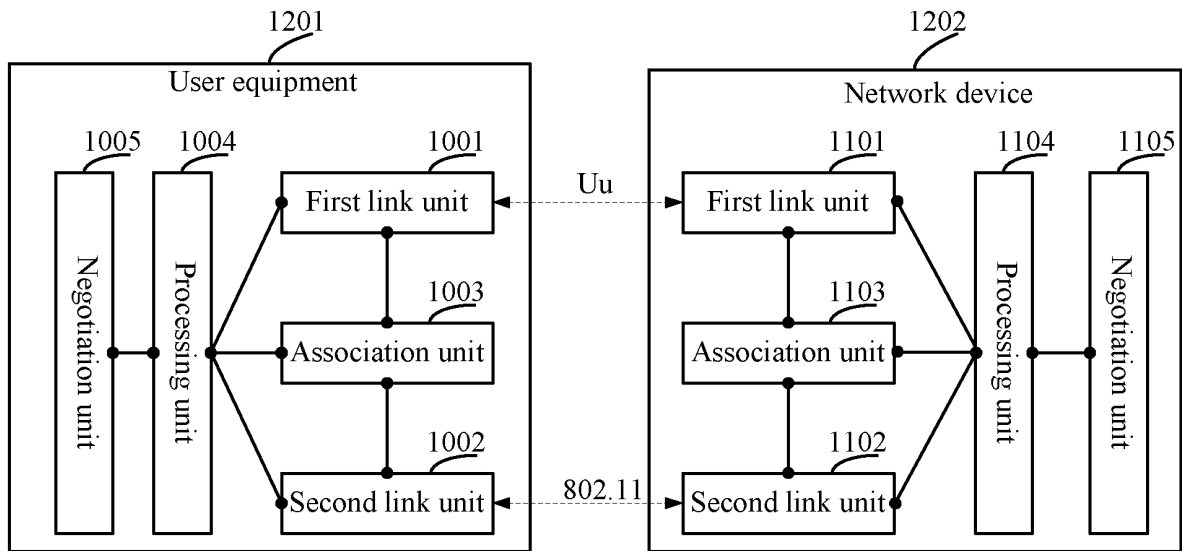 1201
1202
User equipment
Network device
1005
1004
1001
1101
1104
1105
First link unit
Uu
First link unit
Negotiation unit
Processing unit
1003
1103
Processing unit
Negotiation unit
Association unit
Association unit
1002
1102
Second link unit
802.11
Second link unit